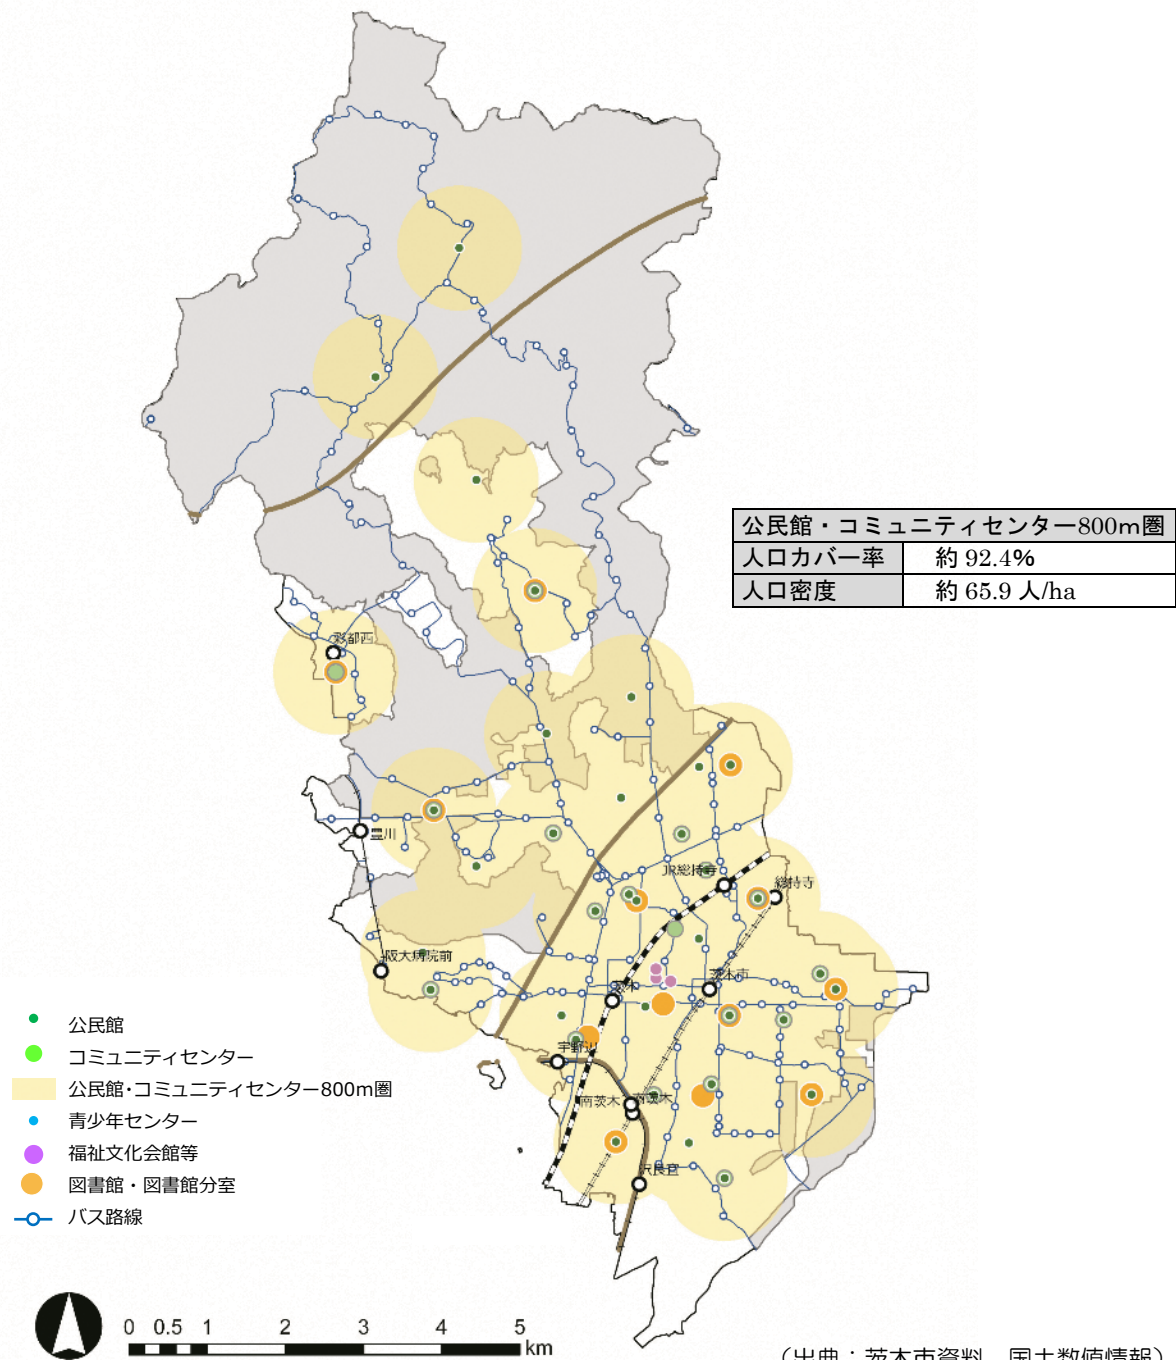 公民館・コミュニティセンター800m圏
人口カバー率 約 92.4%
人口密度 約 65.9 人/ha
彩都西
豊川
JR総持寺
総持寺
阪大病院前
茨木市
茨木
宇野辺
南茨木
南茨木
沢良宜
公民館
コミュニティセンター
公民館・コミュニティセンター800m圏
青少年センター
福祉文化会館等
図書館・図書館分室
バス路線
0 0.5 1 2 3 4 5
km
（出典：茨木市資料、国土数値情報）